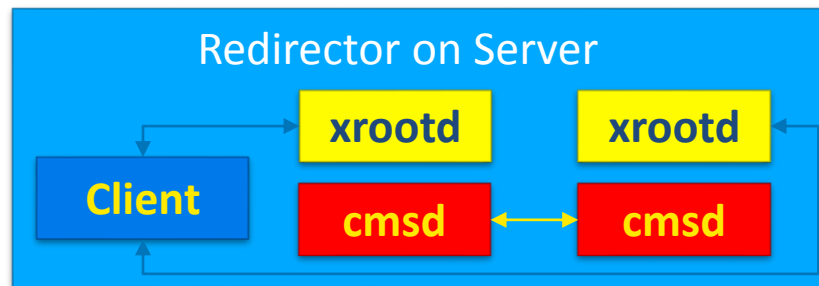 Redirector on Server
xrootd xrootd
Client
cmsd cmsd